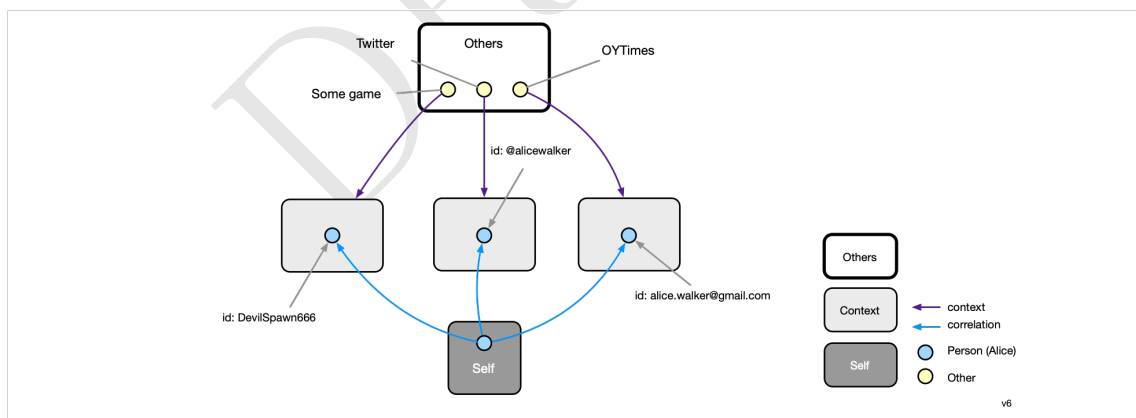 Twitter
Others
OYTimes
Some game
id: @alicewalker
id: DevilSpawn666
id: alice.walker@gmail.com
Self
Others
Context
Self
context
correlation
Person (Alice)
Other
v6